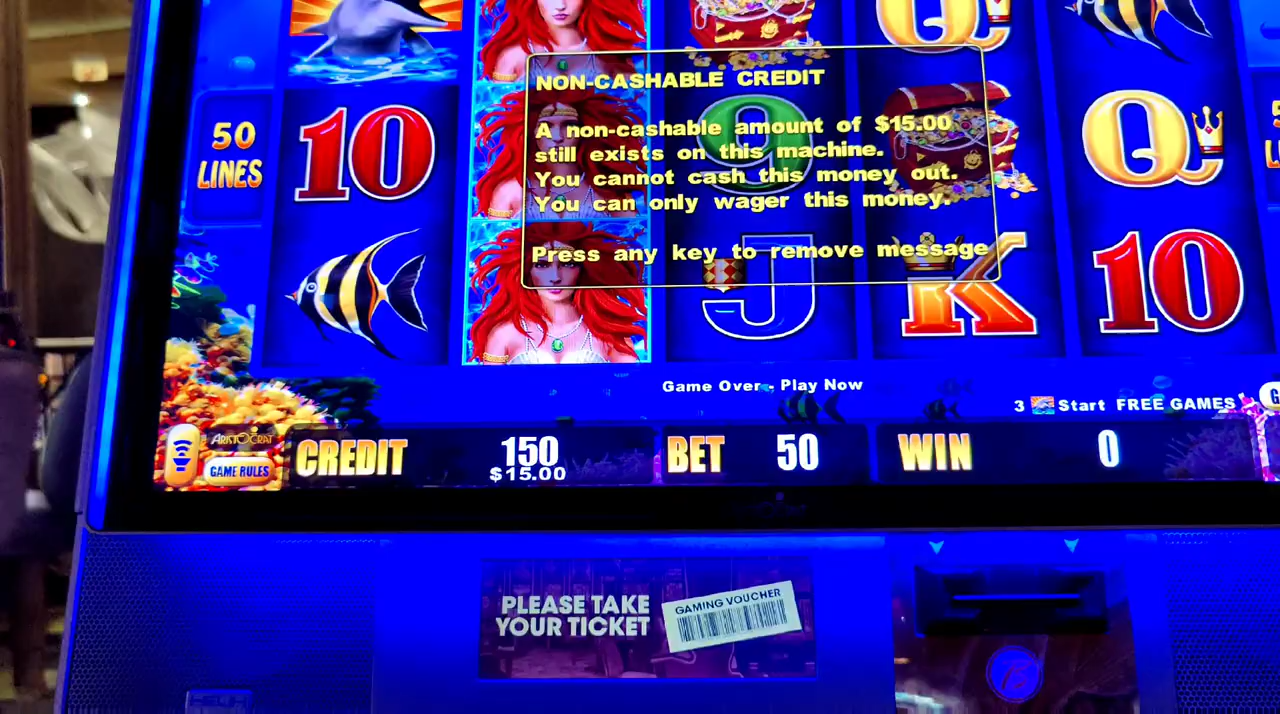 Q
50
LINES
10
9
Q
NON-CASHABLE CREDIT
A non-cashable amount of $15.00
still exists on this machine.
You cannot cash this money out.
You can only wager this money.
Press any key to remove message
J
K
10
Game Over - Play Now
3 Start FREE GAMES
ARISTOCRAT
GAME RULES
CREDIT
150
$15.00
BET
50
WIN
0
PLEASE TAKE
YOUR TICKET
GAMING VOUCHER